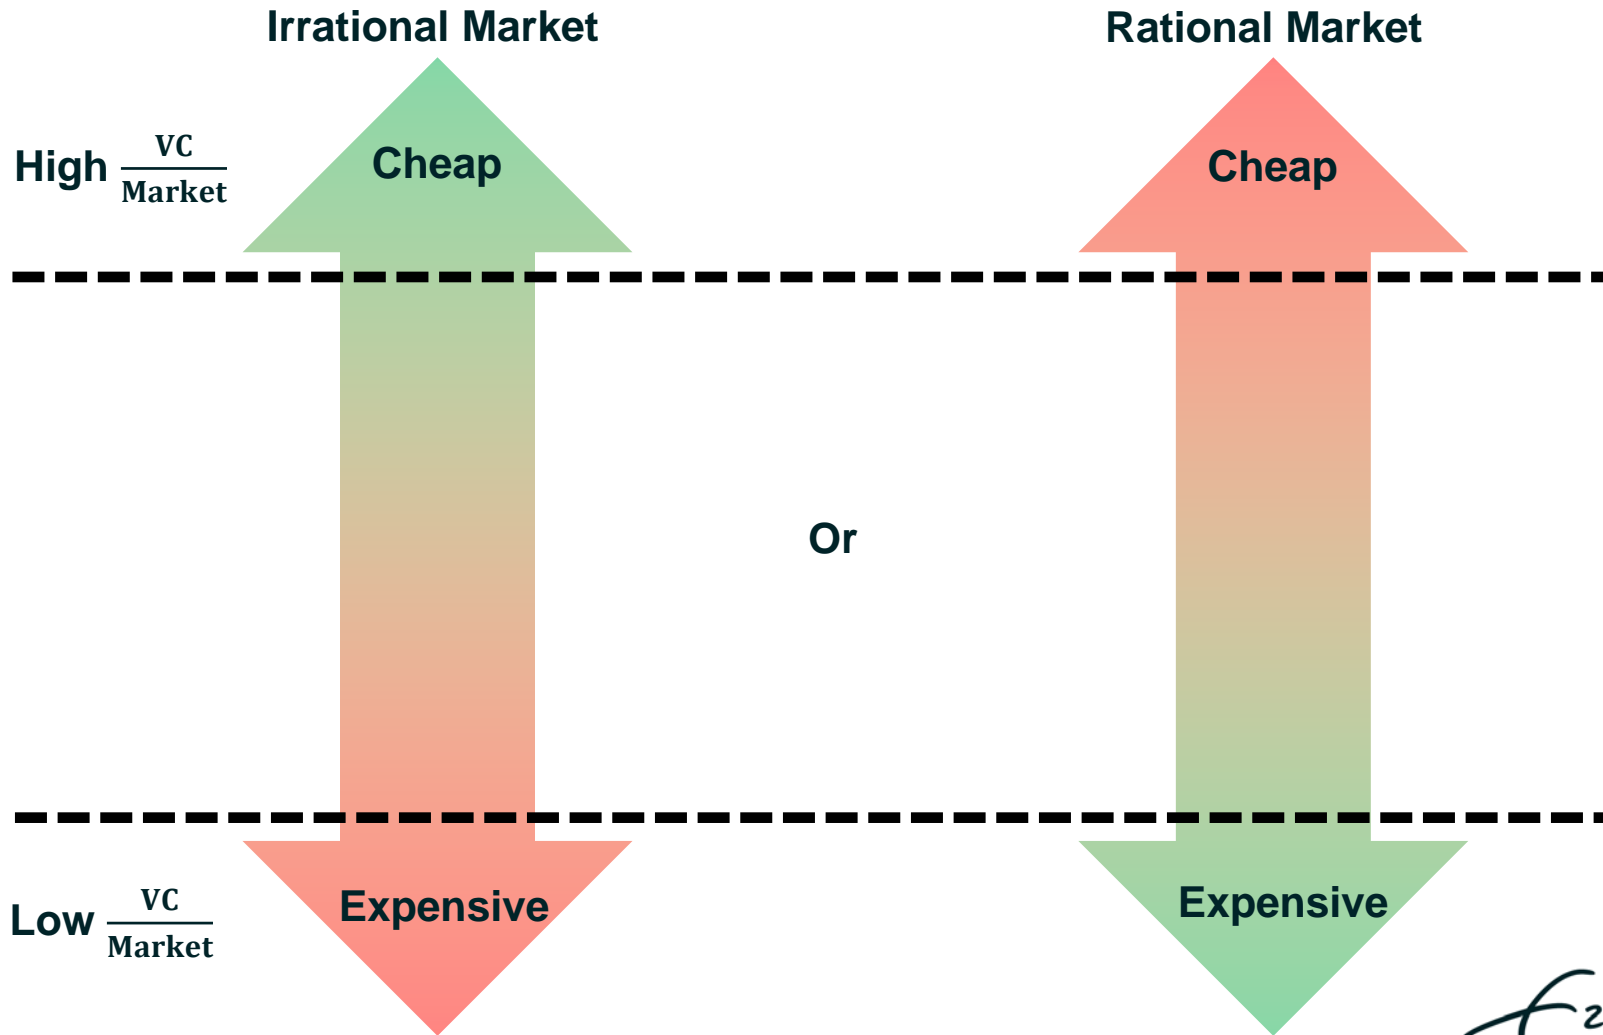 Irrational Market
Rational Market
High VC/Market
Cheap
Cheap
Or
Low VC/Market
Expensive
Expensive